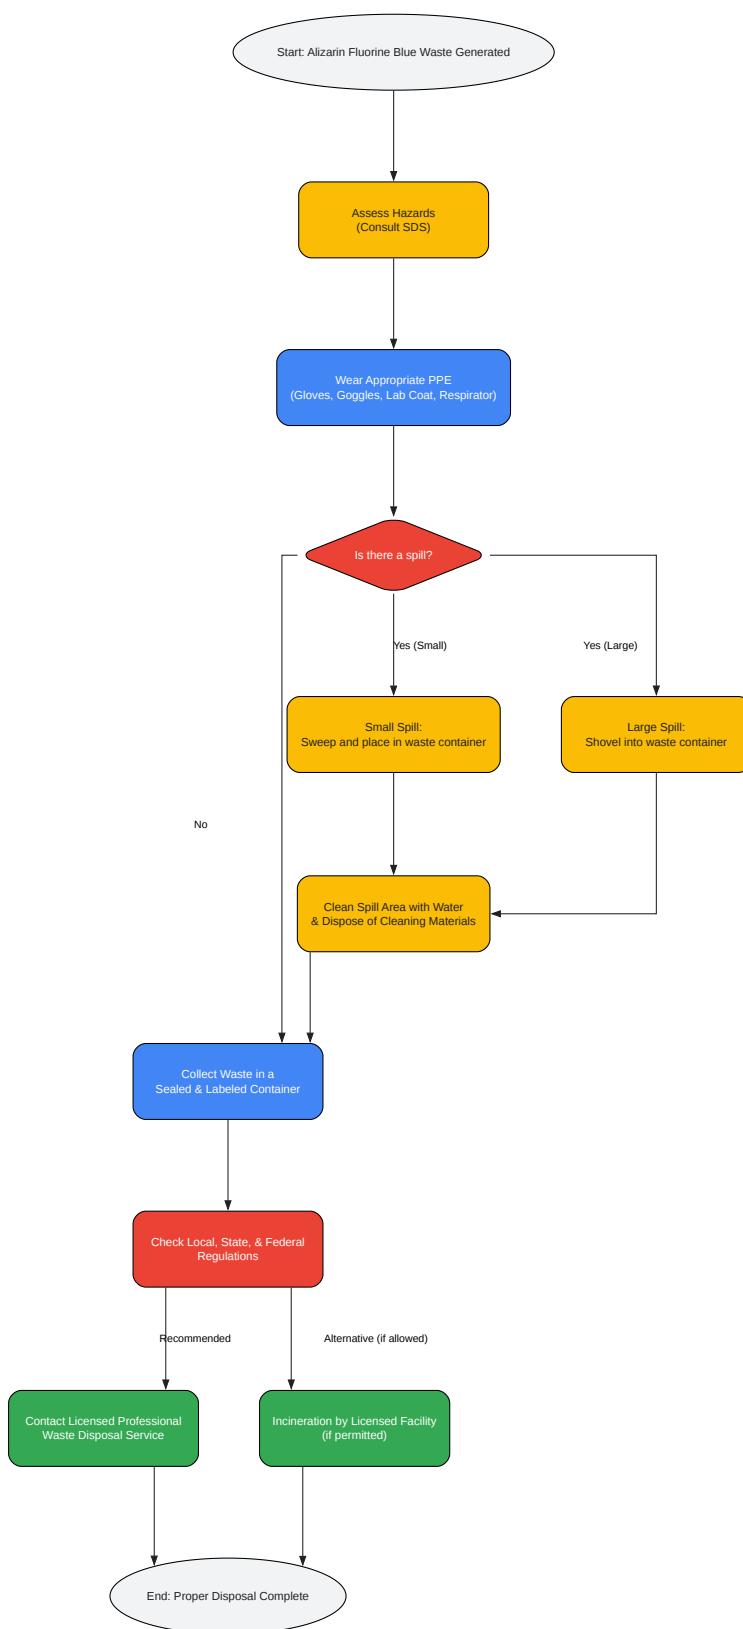 Start: Alizarin Fluorine Blue Waste Generated
Assess Hazards
(Consult SDS)
Wear Appropriate PPE
(Gloves, Goggles, Lab Coat, Respirator)
Is there a spill?
Yes (Small)
Yes (Large)
Small Spill:
Sweep and place in waste container
Large Spill:
Shovel into waste container
No
Clean Spill Area with Water
& Dispose of Cleaning Materials
Collect Waste in a
Sealed & Labeled Container
Check Local, State, & Federal
Regulations
Recommended
Alternative (if allowed)
Contact Licensed Professional
Waste Disposal Service
Incineration by Licensed Facility
(if permitted)
End: Proper Disposal Complete